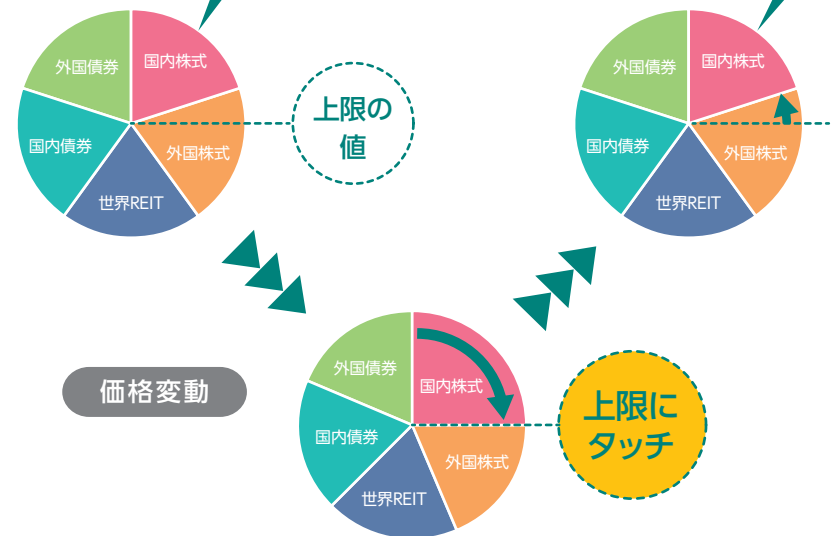 外国債券
国内株式
国内債券
外国株式
世界REIT
上限の
値
外国債券
国内株式
国内債券
外国株式
世界REIT
価格変動
外国債券
国内株式
国内債券
外国株式
世界REIT
上限に
タッチ